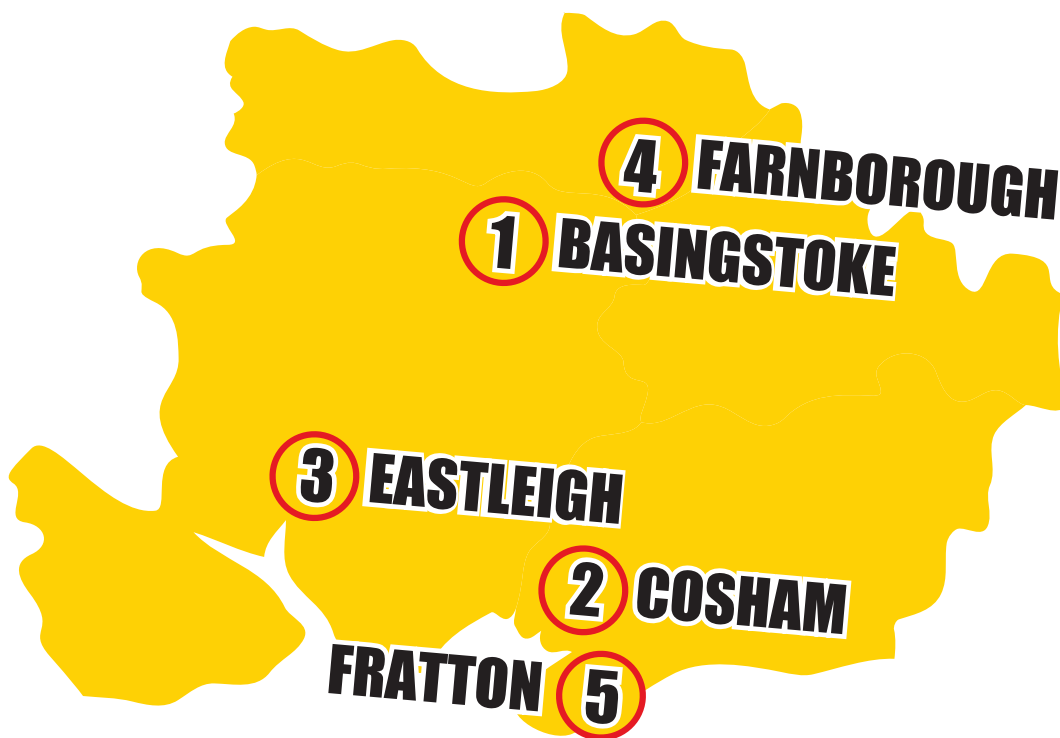 4 FARNBOROUGH
1 BASINGSTOKE
3 EASTLEIGH
2 COSHAM
FRATTON 5